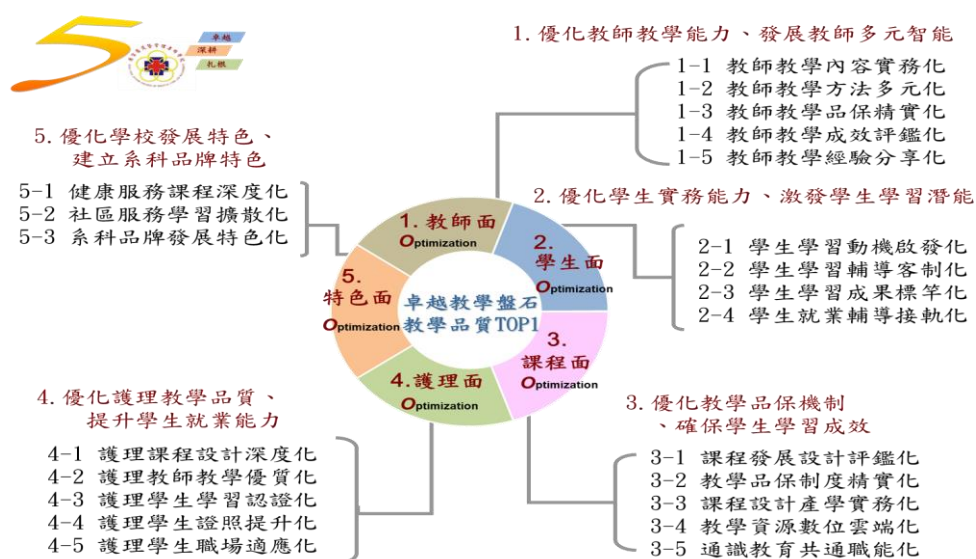 卓越
深耕
扎根
1.優化教師教學能力、發展教師多元智能
1-1 教師教學內容實務化
1-2 教師教學方法多元化
1-3 教師教學品保精實化
1-4 教師教學成效評鑑化
1-5 教師教學經驗分享化
5.優化學校發展特色、
建立系科品牌特色
5-1 健康服務課程深度化
5-2 社區服務學習擴散化
5-3 系科品牌發展特色化
2.優化學生實務能力、激發學生學習潛能
2-1 學生學習動機啟發化
2-2 學生學習輔導客制化
2-3 學生學習成果標竿化
2-4 學生就業輔導接軌化
1.教師面
Optimization
2.
學生面
Optimization
5.
特色面
Optimization
卓越教學盤石
教學品質TOP1
3.
課程面
Optimization
4.護理面
Optimization
4.優化護理教學品質、
提升學生就業能力
4-1 護理課程設計深度化
4-2 護理教師教學優質化
4-3 護理學生學習認證化
4-4 護理學生證照提升化
4-5 護理學生職場適應化
3.優化教學品保機制
、確保學生學習成效
3-1 課程發展設計評鑑化
3-2 教學品保制度精實化
3-3 課程設計產學實務化
3-4 教學資源數位雲端化
3-5 通識教育共通職能化